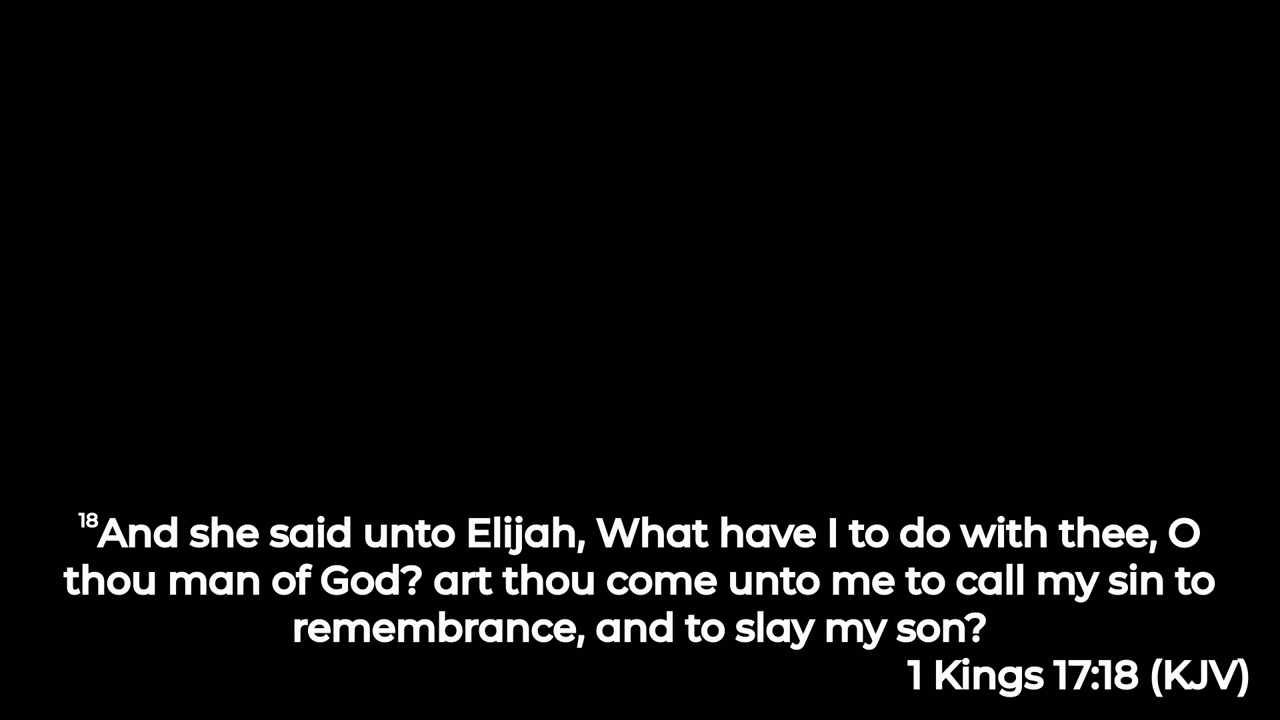 18And she said unto Elijah, What have I to do with thee, O
thou man of God? art thou come unto me to call my sin to
remembrance, and to slay my son?
1 Kings 17:18 (KJV)